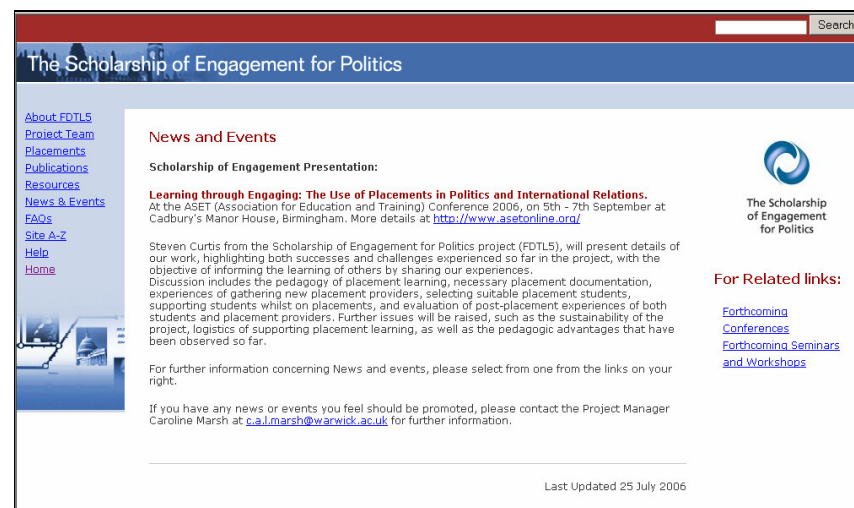 Search
The Scholarship of Engagement for Politics
About FDTL5
Project Team
Placements
Publications
Resources
News & Events
FAQs
Site A-Z
Help
Home
News and Events
Scholarship of Engagement Presentation:
Learning through Engaging: The Use of Placements in Politics and International Relations.
At the ASET (Association for Education and Training) Conference 2006, on 5th - 7th September at
Cadbury's Manor House, Birmingham. More details at http://www.asetonline.org/
Steven Curtis from the Scholarship of Engagement for Politics project (FDTL5), will present details of
our work, highlighting both successes and challenges experienced so far in the project, with the
objective of informing the learning of others by sharing our experiences.
Discussion includes the pedagogy of placement learning, necessary placement documentation,
experiences of gathering new placement providers, selecting suitable placement students,
supporting students whilst on placements, and evaluation of post-placement experiences of both
students and placement providers. Further issues will be raised, such as the sustainability of the
project, logistics of supporting placement learning, as well as the pedagogic advantages that have
been observed so far.
For further information concerning News and events, please select from one from the links on your
right.
If you have any news or events you feel should be promoted, please contact the Project Manager
Caroline Marsh at c.a.l.marsh@warwick.ac.uk for further information.
Last Updated 25 July 2006
The Scholarship
of Engagement
for Politics
For Related links:
Forthcoming
Conferences
Forthcoming Seminars
and Workshops